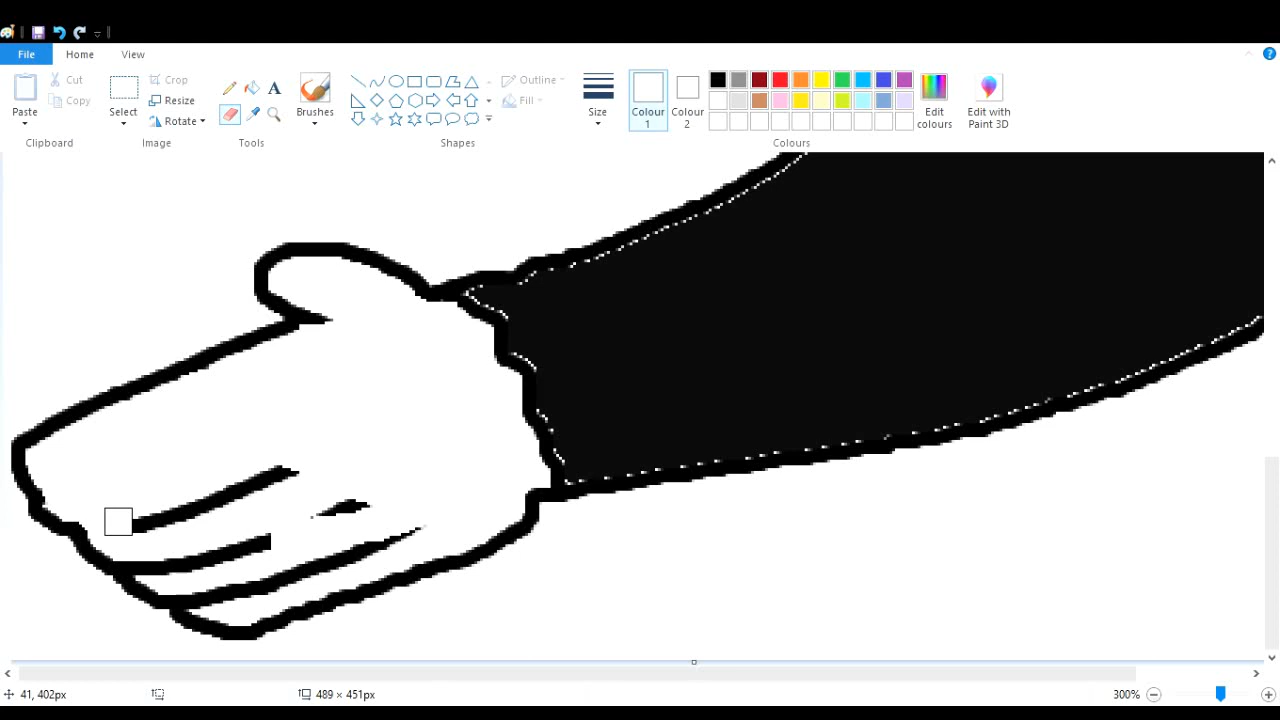 File Home View
Paste
Cut
Copy
Clipboard
Select
Crop
Resize
Rotate
Image
A
Tools
Brushes
Shapes
Outline
Fill
Size
Colour 1
Colour 2
Colours
Edit colours
Edit with Paint 3D
?
41, 402px
489 × 451px
300%